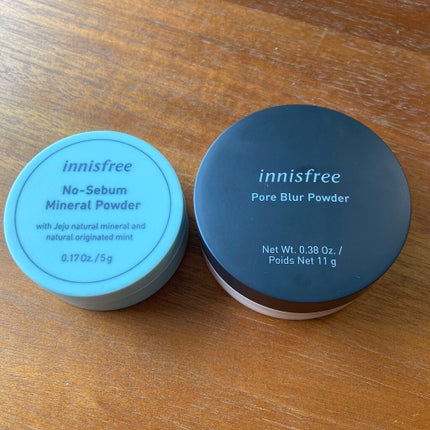 innisfree
No-Sebum
Mineral Powder
with Jeju natural mineral and
natural originated mint
0.17 Oz. / 5 g
innisfree
Pore Blur Powder
Net Wt. 0.38 Oz. /
Poids Net 11 g